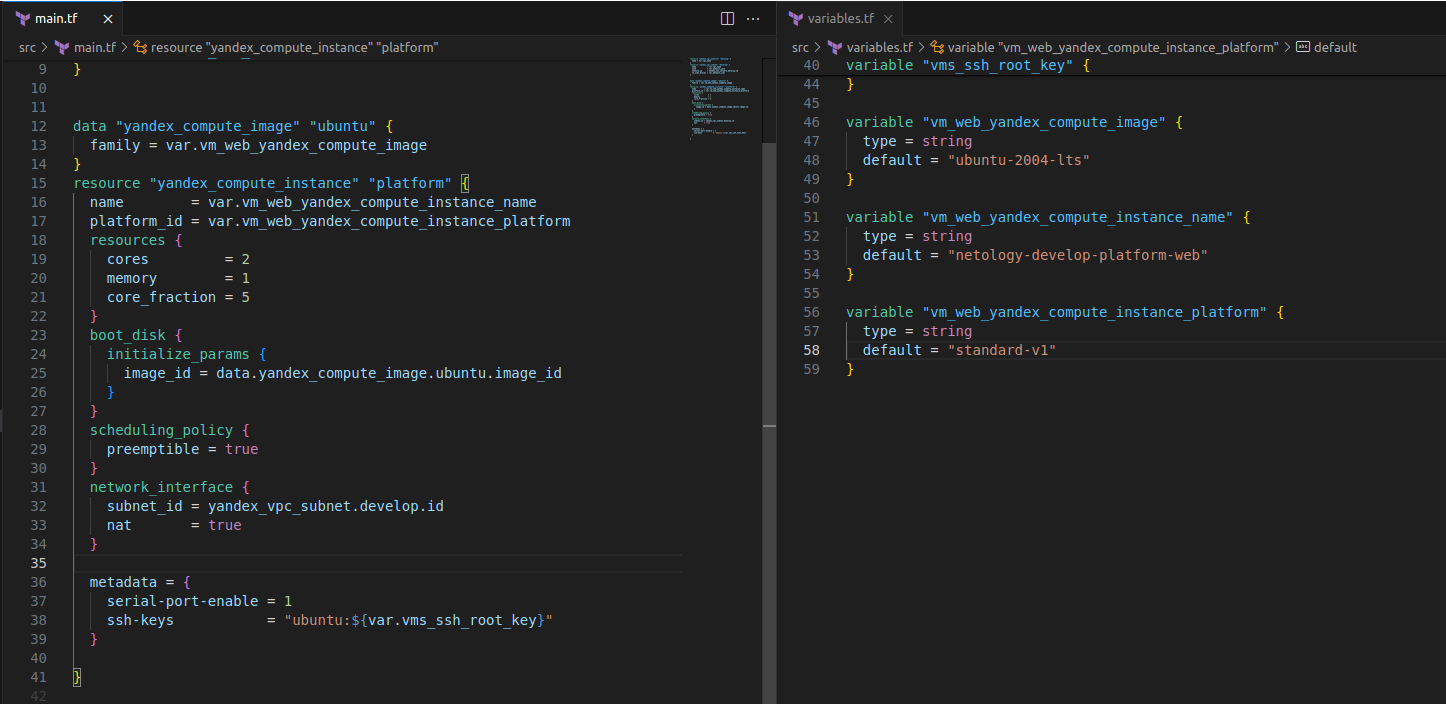 main.tf
src > main.tf > resource "yandex_compute_instance" "platform"
9 }
10
11
12 data "yandex_compute_image" "ubuntu" {
13   family = var.vm_web_yandex_compute_image
14 }
15 resource "yandex_compute_instance" "platform" {
16   name        = var.vm_web_yandex_compute_instance_name
17   platform_id = var.vm_web_yandex_compute_instance_platform
18   resources {
19     cores         = 2
20     memory        = 1
21     core_fraction = 5
22   }
23   boot_disk {
24     initialize_params {
25       image_id = data.yandex_compute_image.ubuntu.image_id
26     }
27   }
28   scheduling_policy {
29     preemptible = true
30   }
31   network_interface {
32     subnet_id = yandex_vpc_subnet.develop.id
33     nat       = true
34   }
35
36   metadata = {
37     serial-port-enable = 1
38     ssh-keys           = "ubuntu:${var.vms_ssh_root_key}"
39   }
40
41 }
42
variables.tf
src > variables.tf > variable "vm_web_yandex_compute_instance_platform" > default
40 variable "vms_ssh_root_key" {
44 }
45
46 variable "vm_web_yandex_compute_image" {
47   type = string
48   default = "ubuntu-2004-lts"
49 }
50
51 variable "vm_web_yandex_compute_instance_name" {
52   type = string
53   default = "netology-develop-platform-web"
54 }
55
56 variable "vm_web_yandex_compute_instance_platform" {
57   type = string
58   default = "standard-v1"
59 }